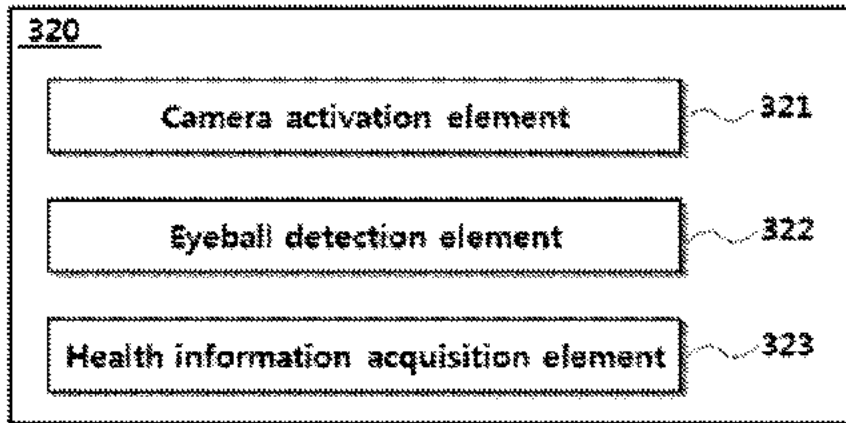 320
Camera activation element 321
Eyeball detection element 322
Health information acquisition element 323